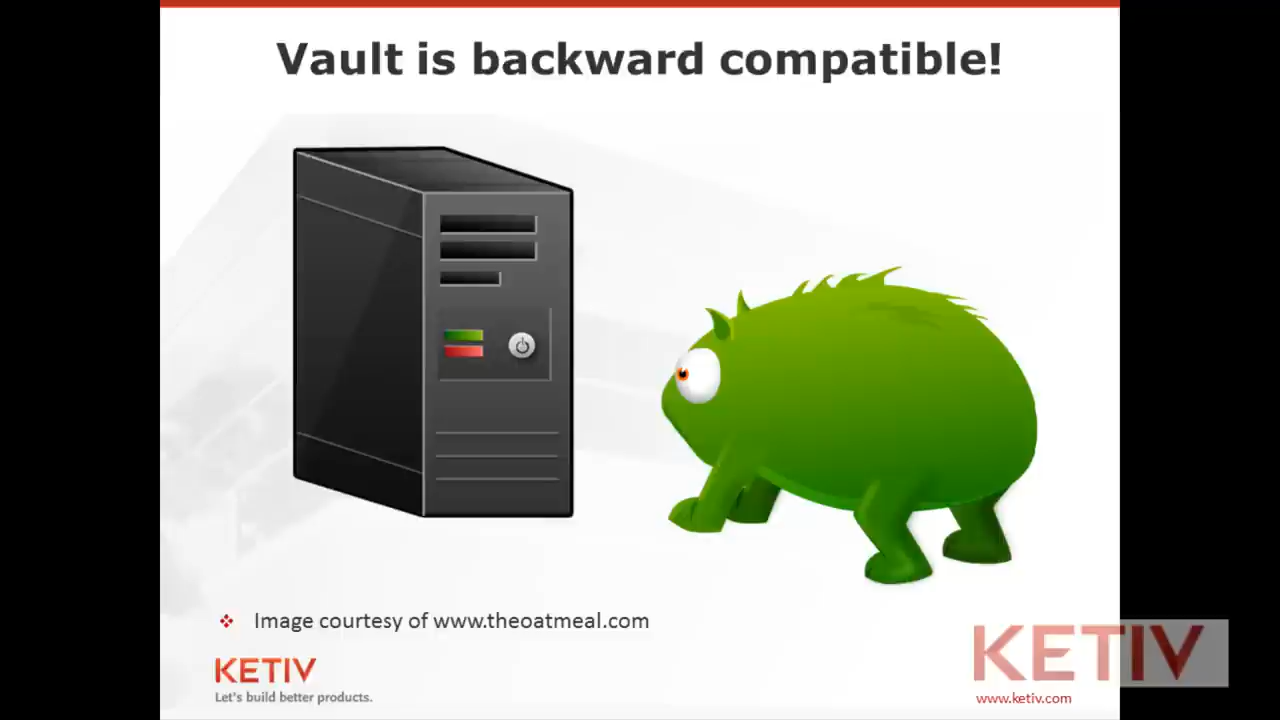 Vault is backward compatible!
Image courtesy of www.theoatmeal.com
KETIV
Let's build better products.
KETIV
www.ketiv.com